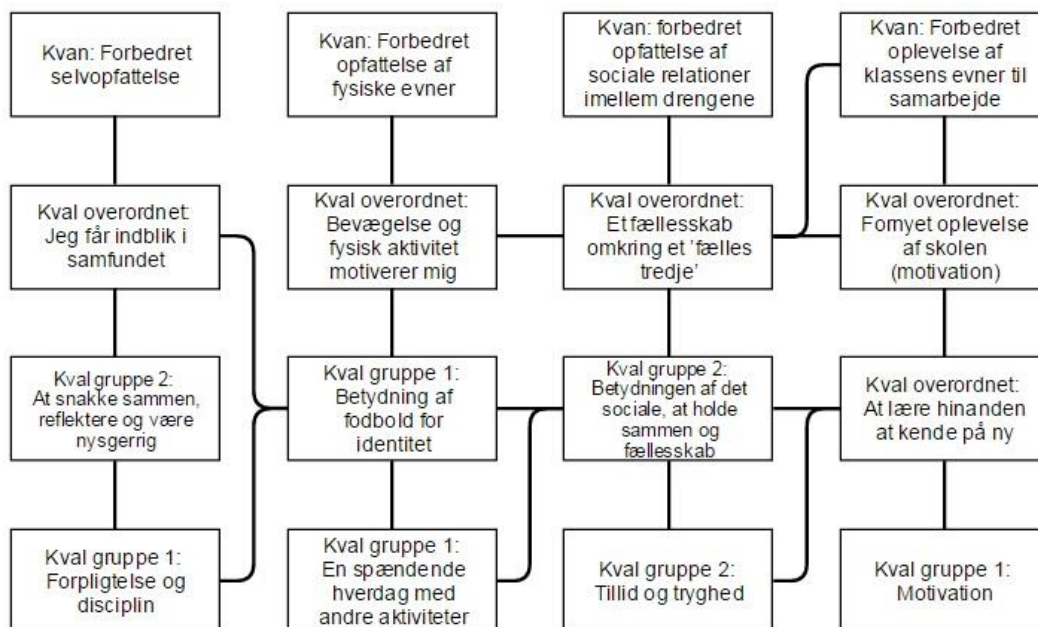 Kvan: Forbedret
selvopfattelse
Kvan: Forbedret
opfattelse af
fysiske evner
Kvan: forbedret
opfattelse af
sociale relationer
imellem drengene
Kvan: Forbedret
oplevelse af
klassens evner til
samarbejde
Kval overordnet:
Jeg får indblik i
samfundet
Kval overordnet:
Bevægelse og
fysisk aktivitet
motiverer mig
Kval overordnet:
Et fællesskab
omkring et 'fælles
tredje'
Kval overordnet:
Fornyet oplevelse
af skolen
(motivation)
Kval gruppe 2:
At snakke sammen,
reflektere og være
nysgerrig
Kval gruppe 1:
Betydning af
fodbold for
identitet
Kval gruppe 2:
Betydningen af det
sociale, at holde
sammen og
fællesskab
Kval overordnet:
At lære hinanden
at kende på ny
Kval gruppe 1:
Forpligtelse og
disciplin
Kval gruppe 1:
En spændende
hverdag med
andre aktiviteter
Kval gruppe 2:
Tillid og tryghed
Kval gruppe 1:
Motivation